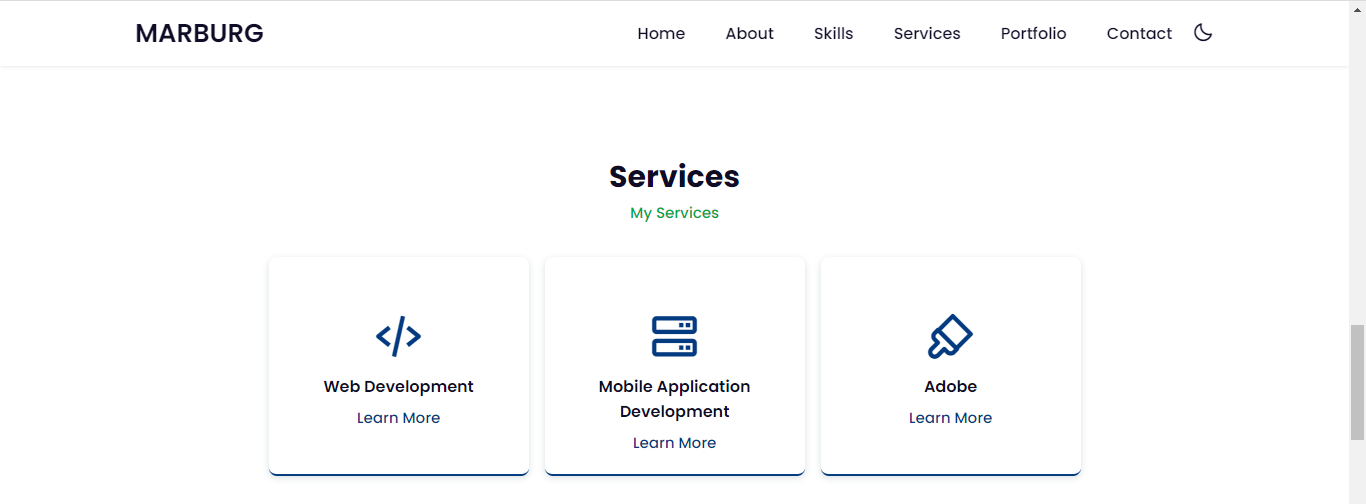 MARBURG Home About Skills Services Portfolio Contact
Services
My Services
Web Development
Learn More
Mobile Application
Development
Learn More
Adobe
Learn More